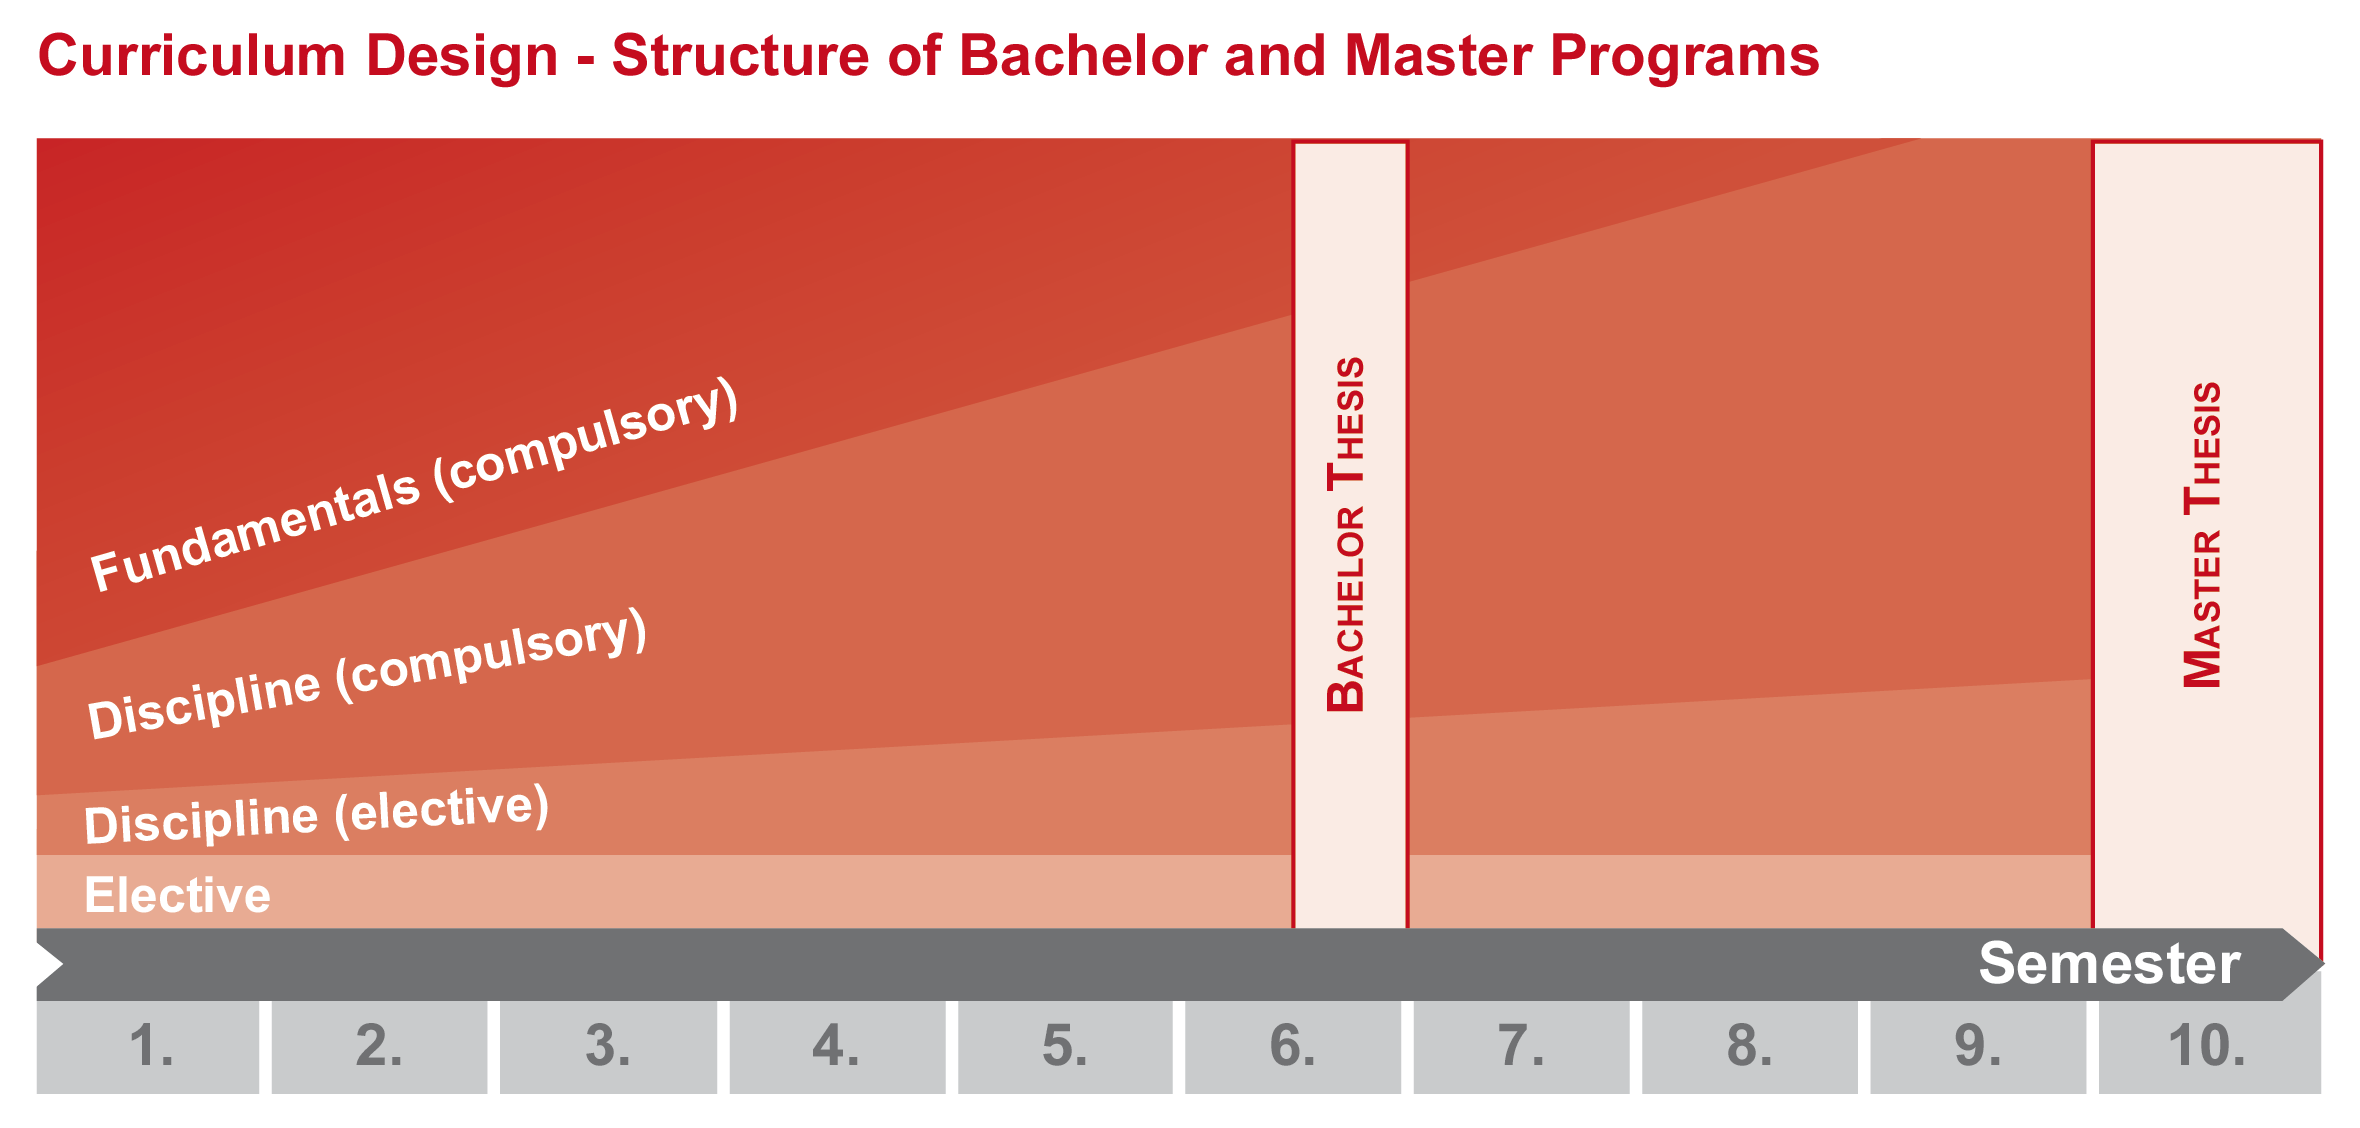 Curriculum Design - Structure of Bachelor and Master Programs
Fundamentals (compulsory)
Discipline (compulsory)
Discipline (elective)
Elective
Bachelor Thesis
Master Thesis
Semester
1. 2. 3. 4. 5. 6. 7. 8. 9. 10.